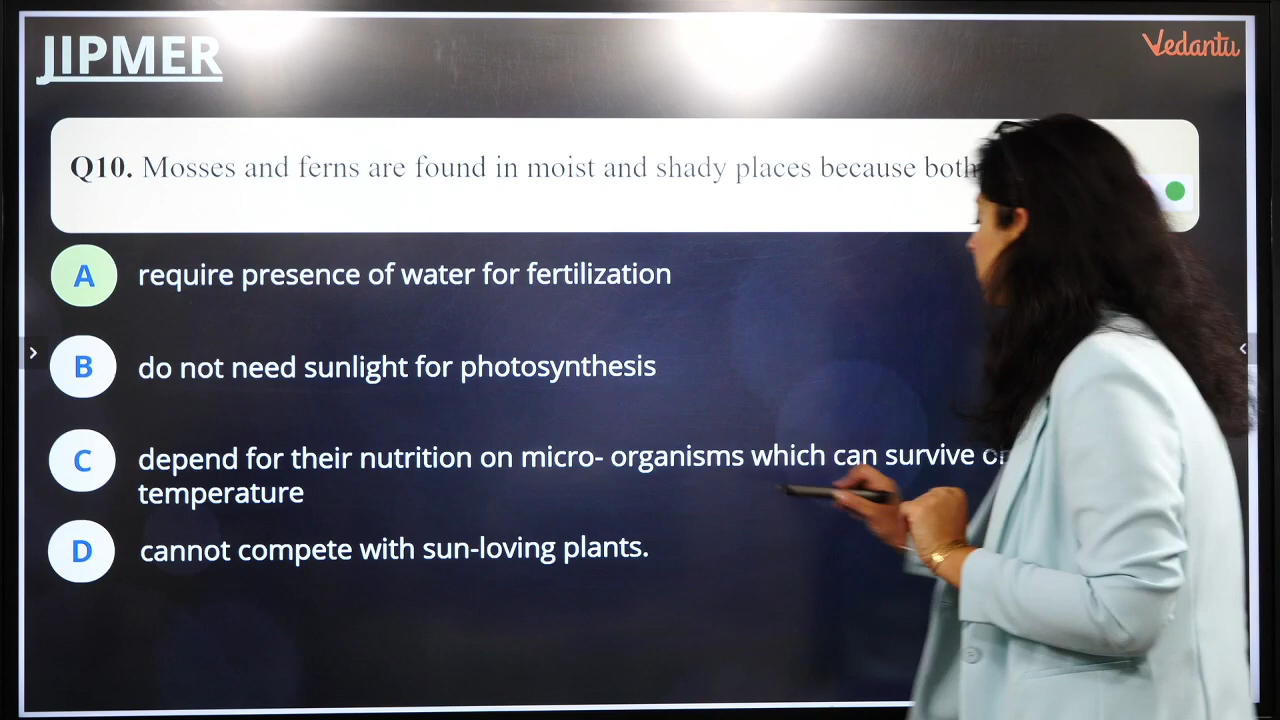 JIPMER
Vedantu
Q10. Mosses and ferns are found in moist and shady places because both
A require presence of water for fertilization
B do not need sunlight for photosynthesis
C depend for their nutrition on micro- organisms which can survive
temperature
D cannot compete with sun-loving plants.